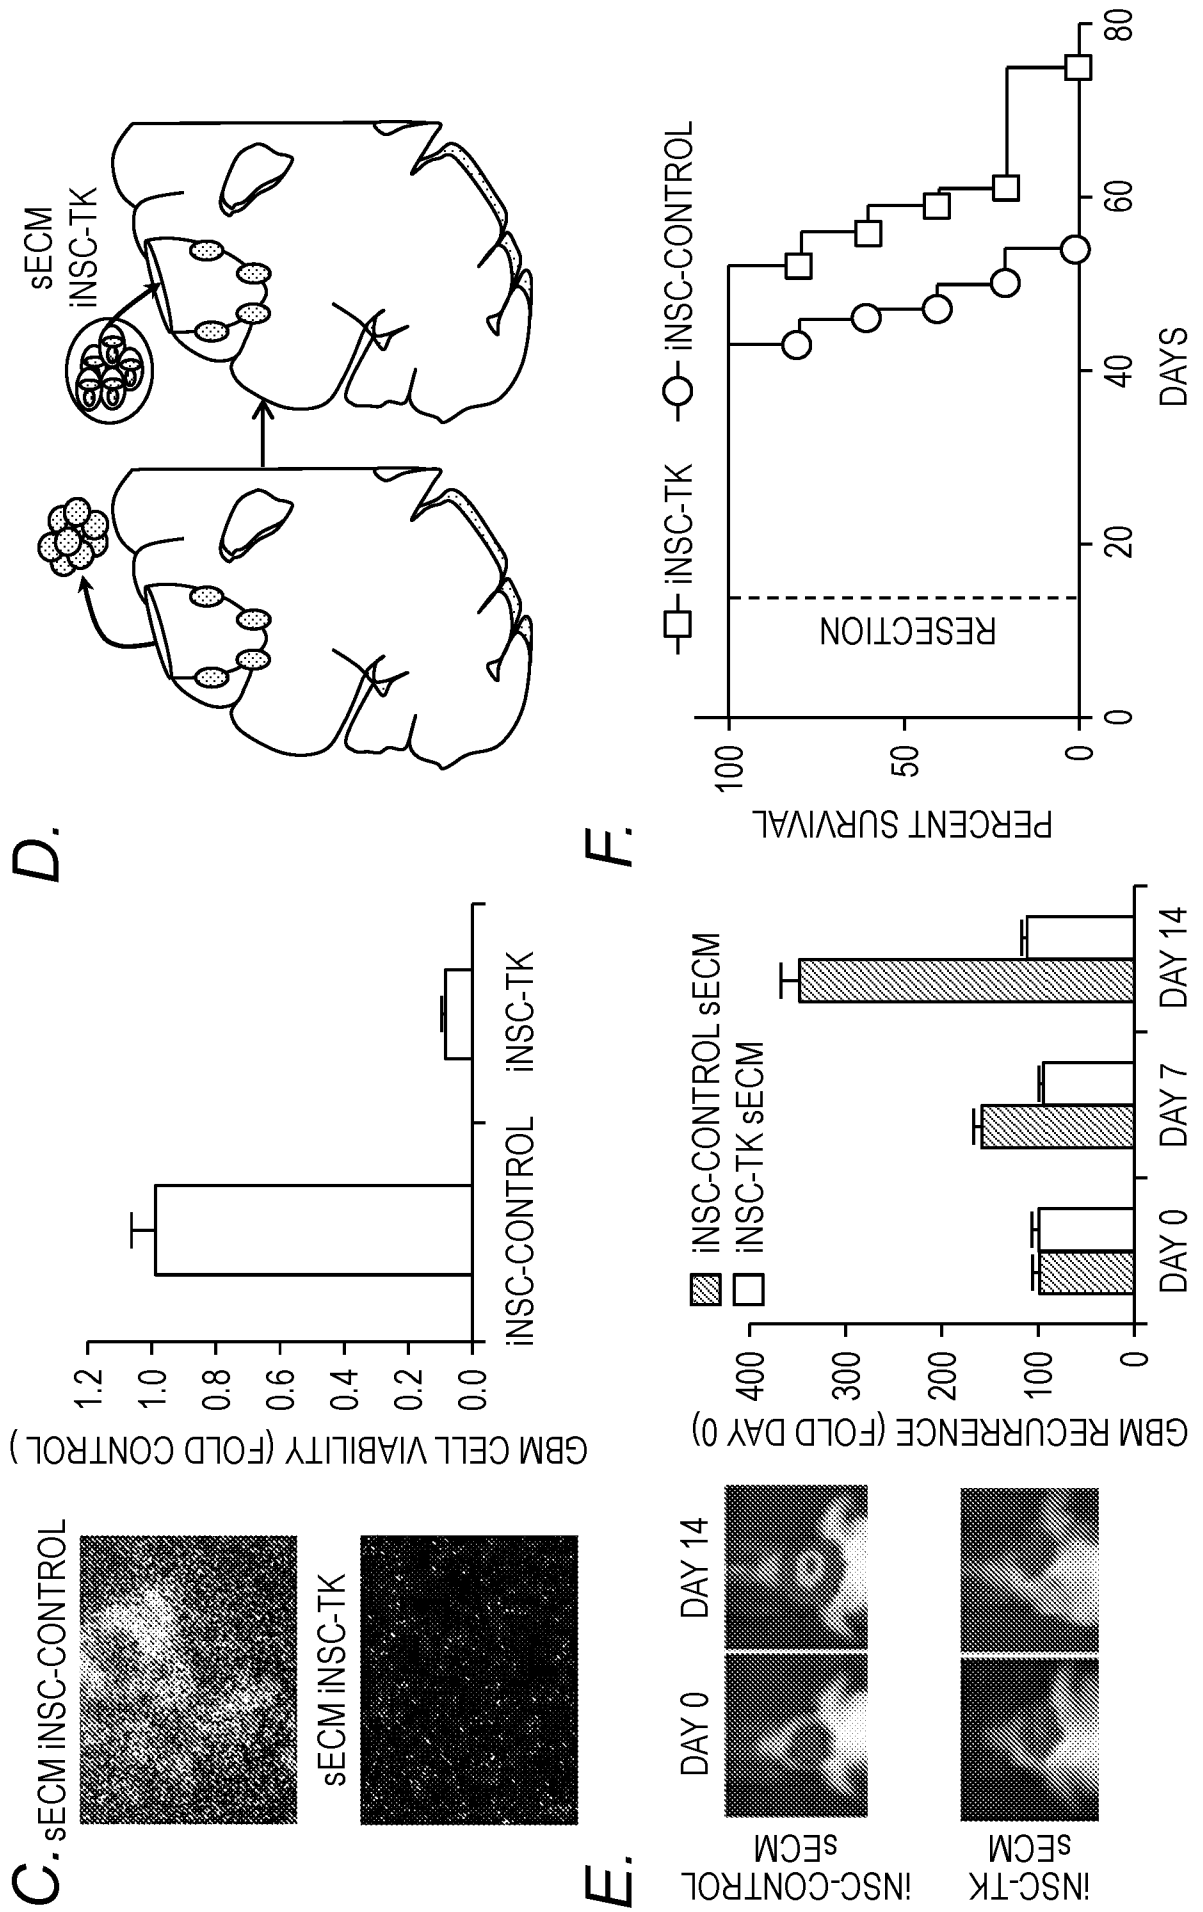 C.
sECM iNSC-CONTROL
sECM iNSC-TK
GBM CELL VIABILITY (FOLD CONTROL)
1.2
1.0
0.8
0.6
0.4
0.2
0.0
iNSC-CONTROL
iNSC-TK
D.
sECM
iNSC-TK
E.
DAY 0
DAY 14
iNSC-CONTROL
sECM
iNSC-TK
sECM
GBM RECURRENCE (FOLD DAY 0)
400
300
200
100
0
iNSC-CONTROL sECM
iNSC-TK sECM
DAY 0
DAY 7
DAY 14
F.
iNSC-TK
iNSC-CONTROL
PERCENT SURVIVAL
100
50
0
RESECTION
0
20
40
60
80
DAYS